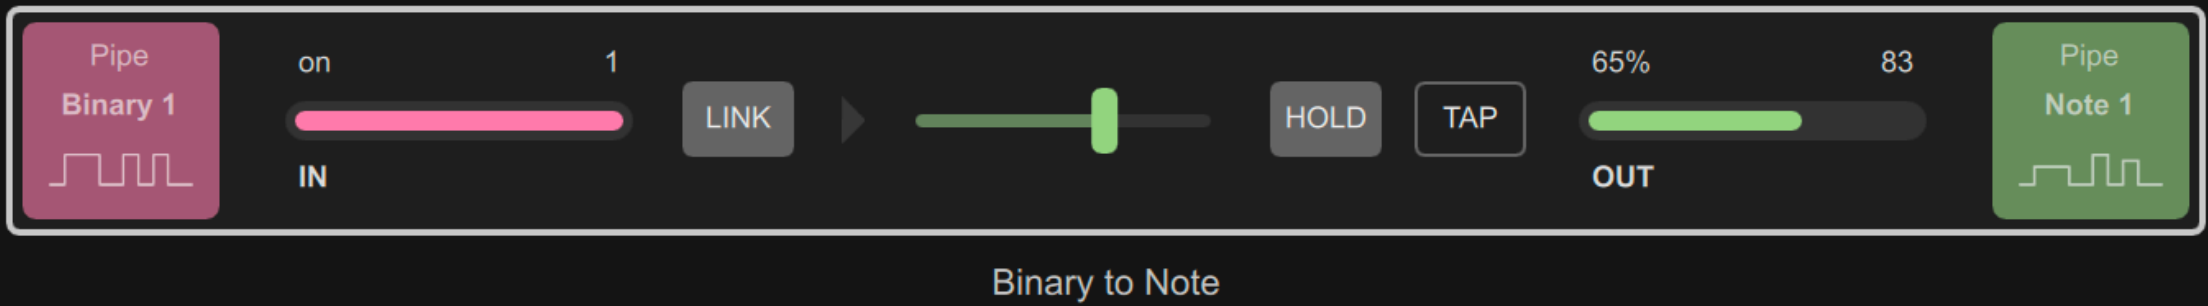 Pipe
Binary 1
on 1
IN
LINK
HOLD
TAP
65% 83
OUT
Pipe
Note 1
Binary to Note